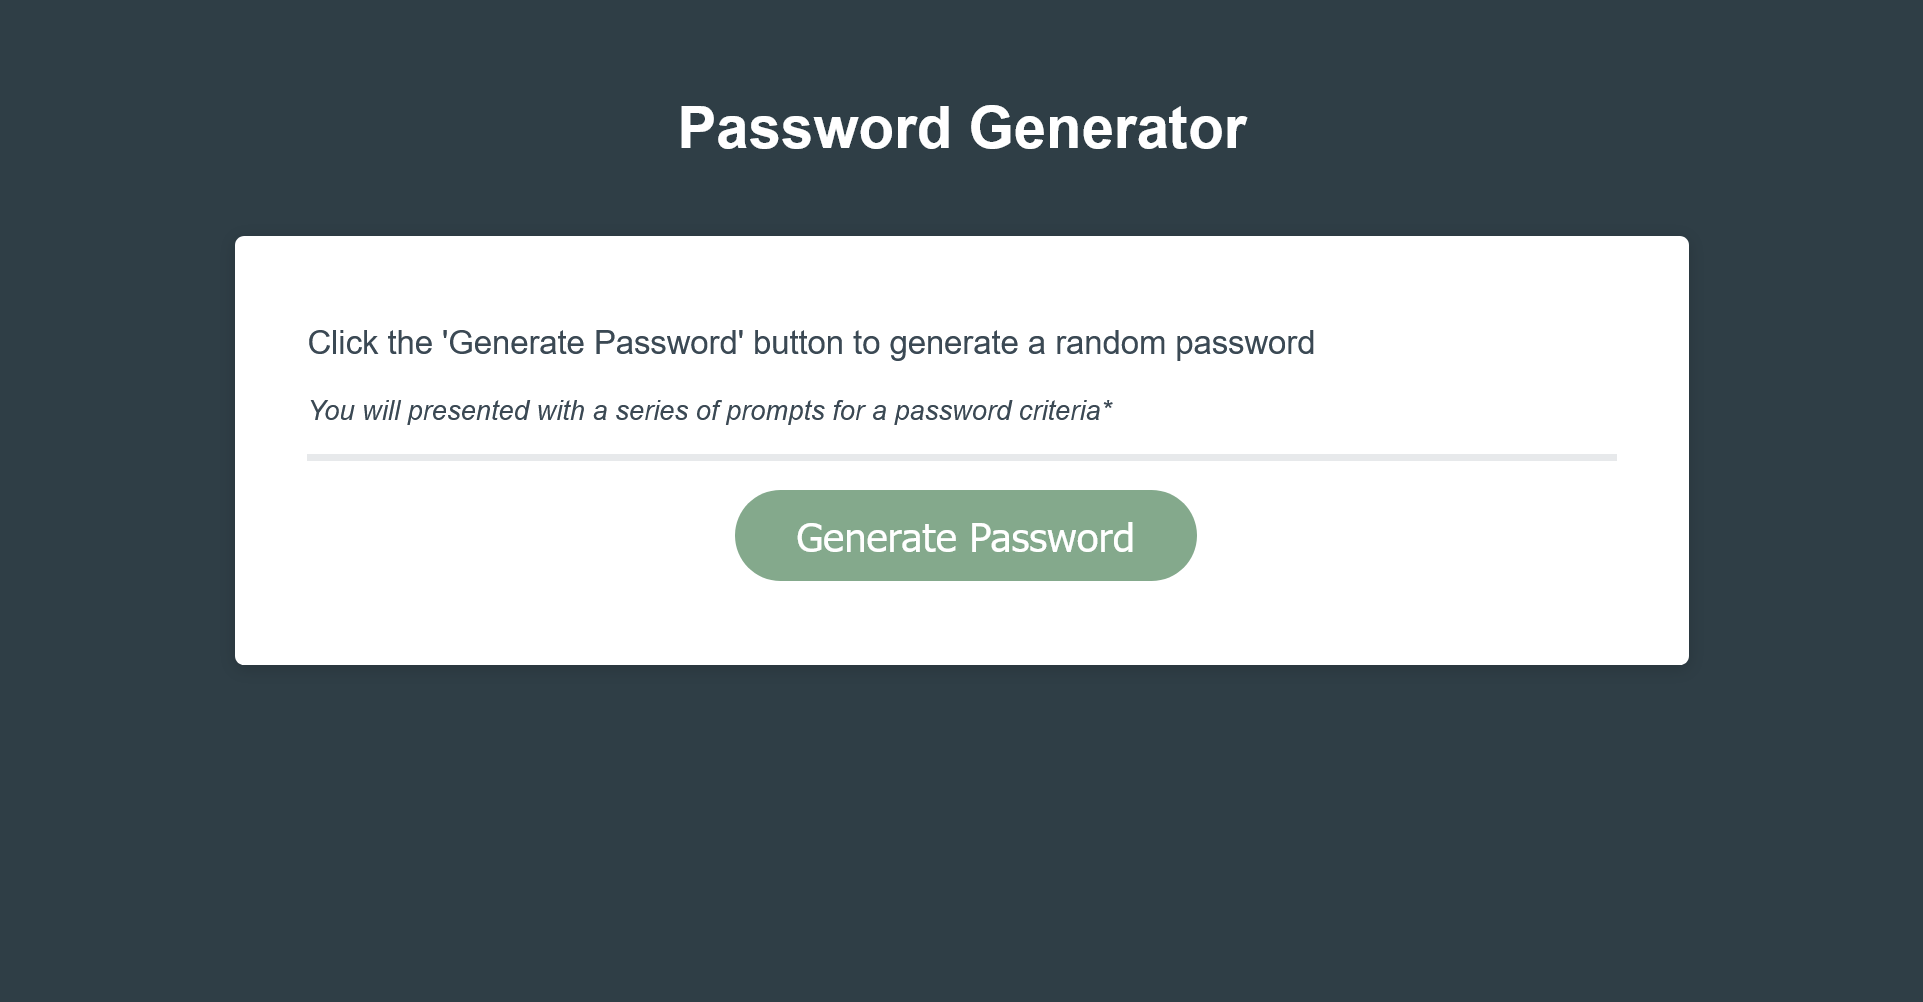 Password Generator
Click the 'Generate Password' button to generate a random password
You will presented with a series of prompts for a password criteria*
Generate Password